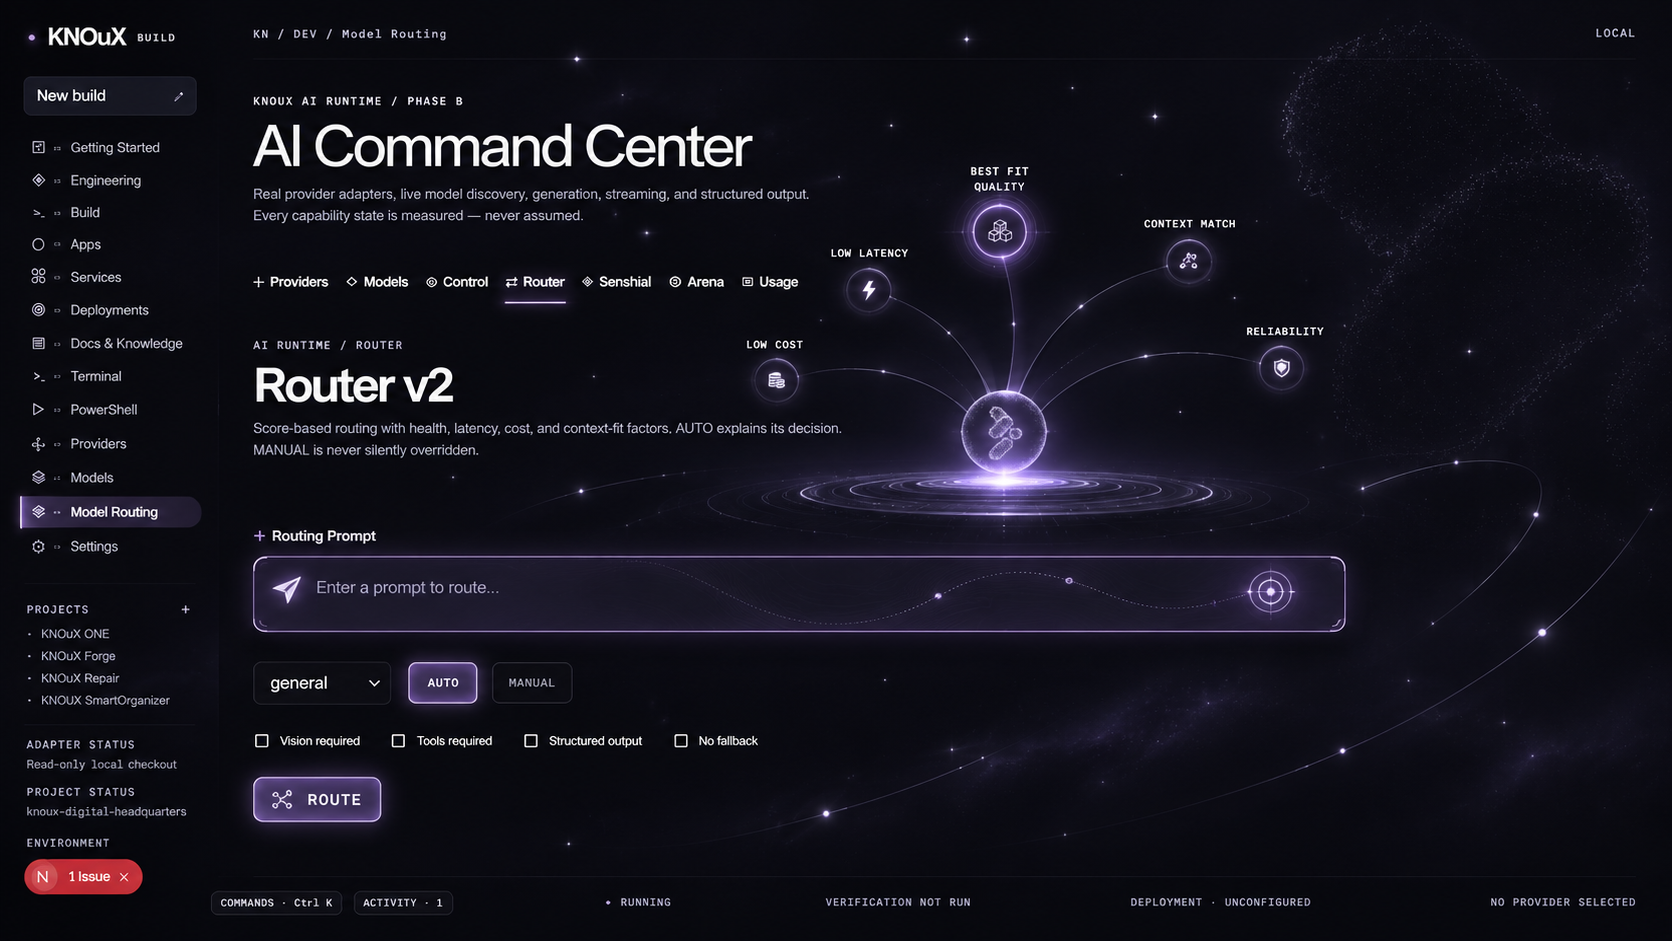 KNOuX BUILD
New build
Getting Started
Engineering
Build
Apps
Services
Deployments
Docs & Knowledge
Terminal
PowerShell
Providers
Models
Model Routing
Settings
PROJECTS +
KNOuX ONE
KNOuX Forge
KNOuX Repair
KNOUX SmartOrganizer
ADAPTER STATUS
Read-only local checkout
PROJECT STATUS
knoux-digital-headquarters
ENVIRONMENT
N 1 Issue ×
KN / DEV / Model Routing
LOCAL
KNOUX AI RUNTIME / PHASE B
AI Command Center
Real provider adapters, live model discovery, generation, streaming, and structured output.
Every capability state is measured — never assumed.
Providers Models Control Router Senshial Arena Usage
AI RUNTIME / ROUTER
Router v2
Score-based routing with health, latency, cost, and context-fit factors. AUTO explains its decision.
MANUAL is never silently overridden.
LOW COST
LOW LATENCY
BEST FIT
QUALITY
CONTEXT MATCH
RELIABILITY
+ Routing Prompt
Enter a prompt to route...
general AUTO MANUAL
Vision required Tools required Structured output No fallback
ROUTE
COMMANDS · Ctrl K ACTIVITY · 1 • RUNNING VERIFICATION NOT RUN DEPLOYMENT · UNCONFIGURED NO PROVIDER SELECTED